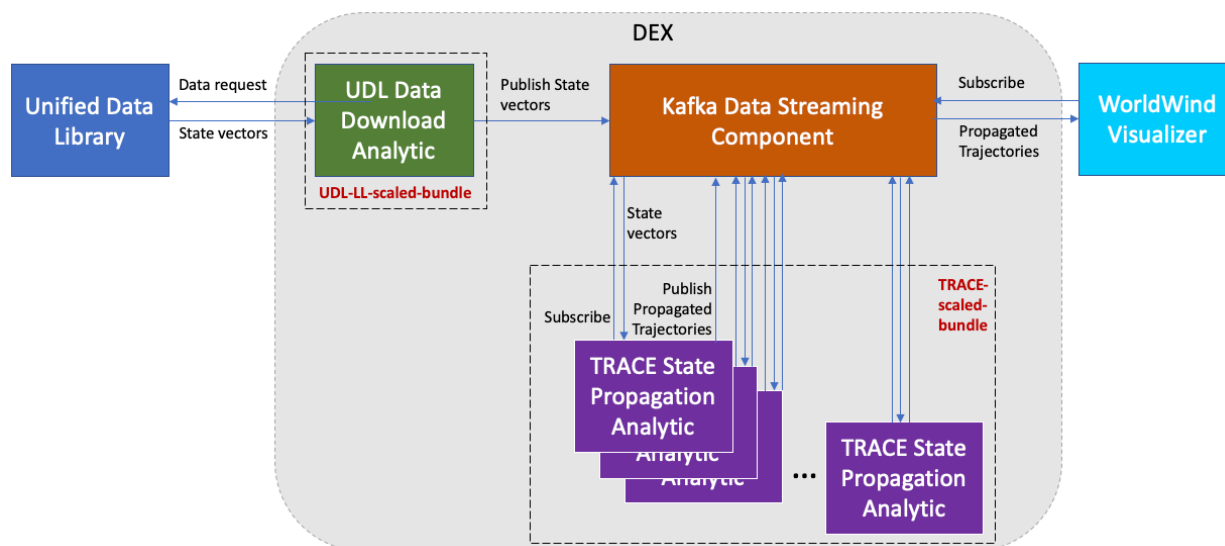 DEX
Data request
Unified Data
Library
State vectors
UDL Data
Download
Analytic
UDL-LL-scaled-bundle
Publish State
vectors
Kafka Data Streaming
Component
Subscribe
Propagated
Trajectories
WorldWind
Visualizer
State
vectors
Subscribe
Publish
Propagated
Trajectories
TRACE-
scaled-
bundle
TRACE State
Propagation
Analytic
Analytic
Analytic
...
TRACE State
Propagation
Analytic